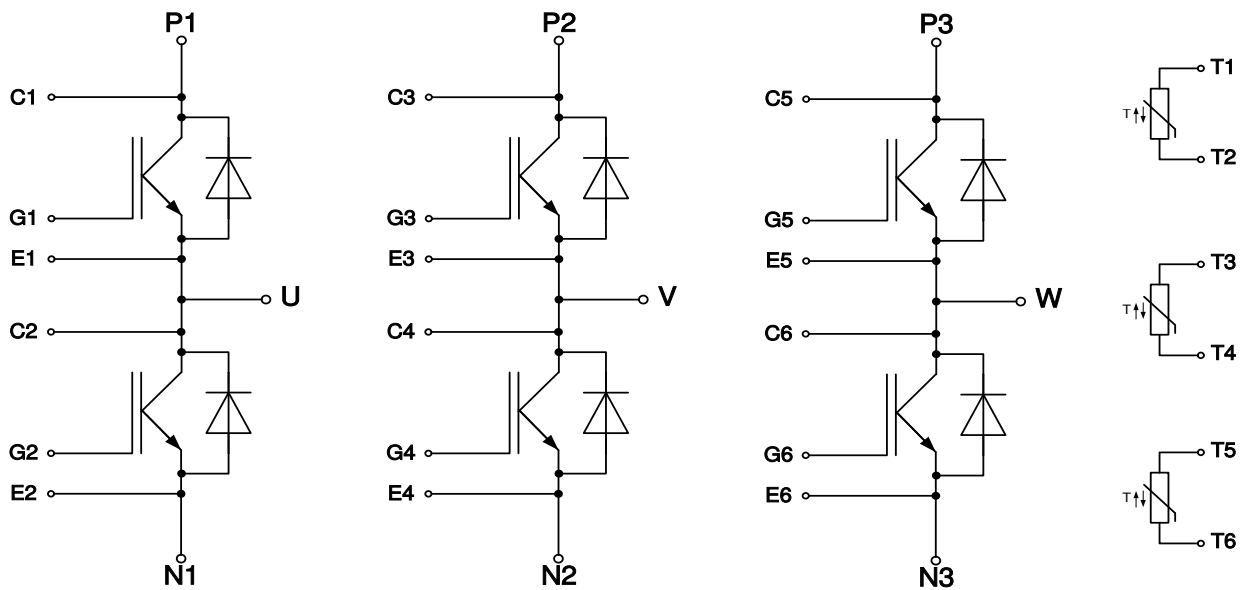 P1 P2 P3
T1
C1 C3 C5
T
T2
G1 G3 G5
E1 E3 E5 T3
U V W
T
C2 C4 C6
T4
G2 G4 G6 T5
E2 E4 E6 T
T6
N1 N2 N3